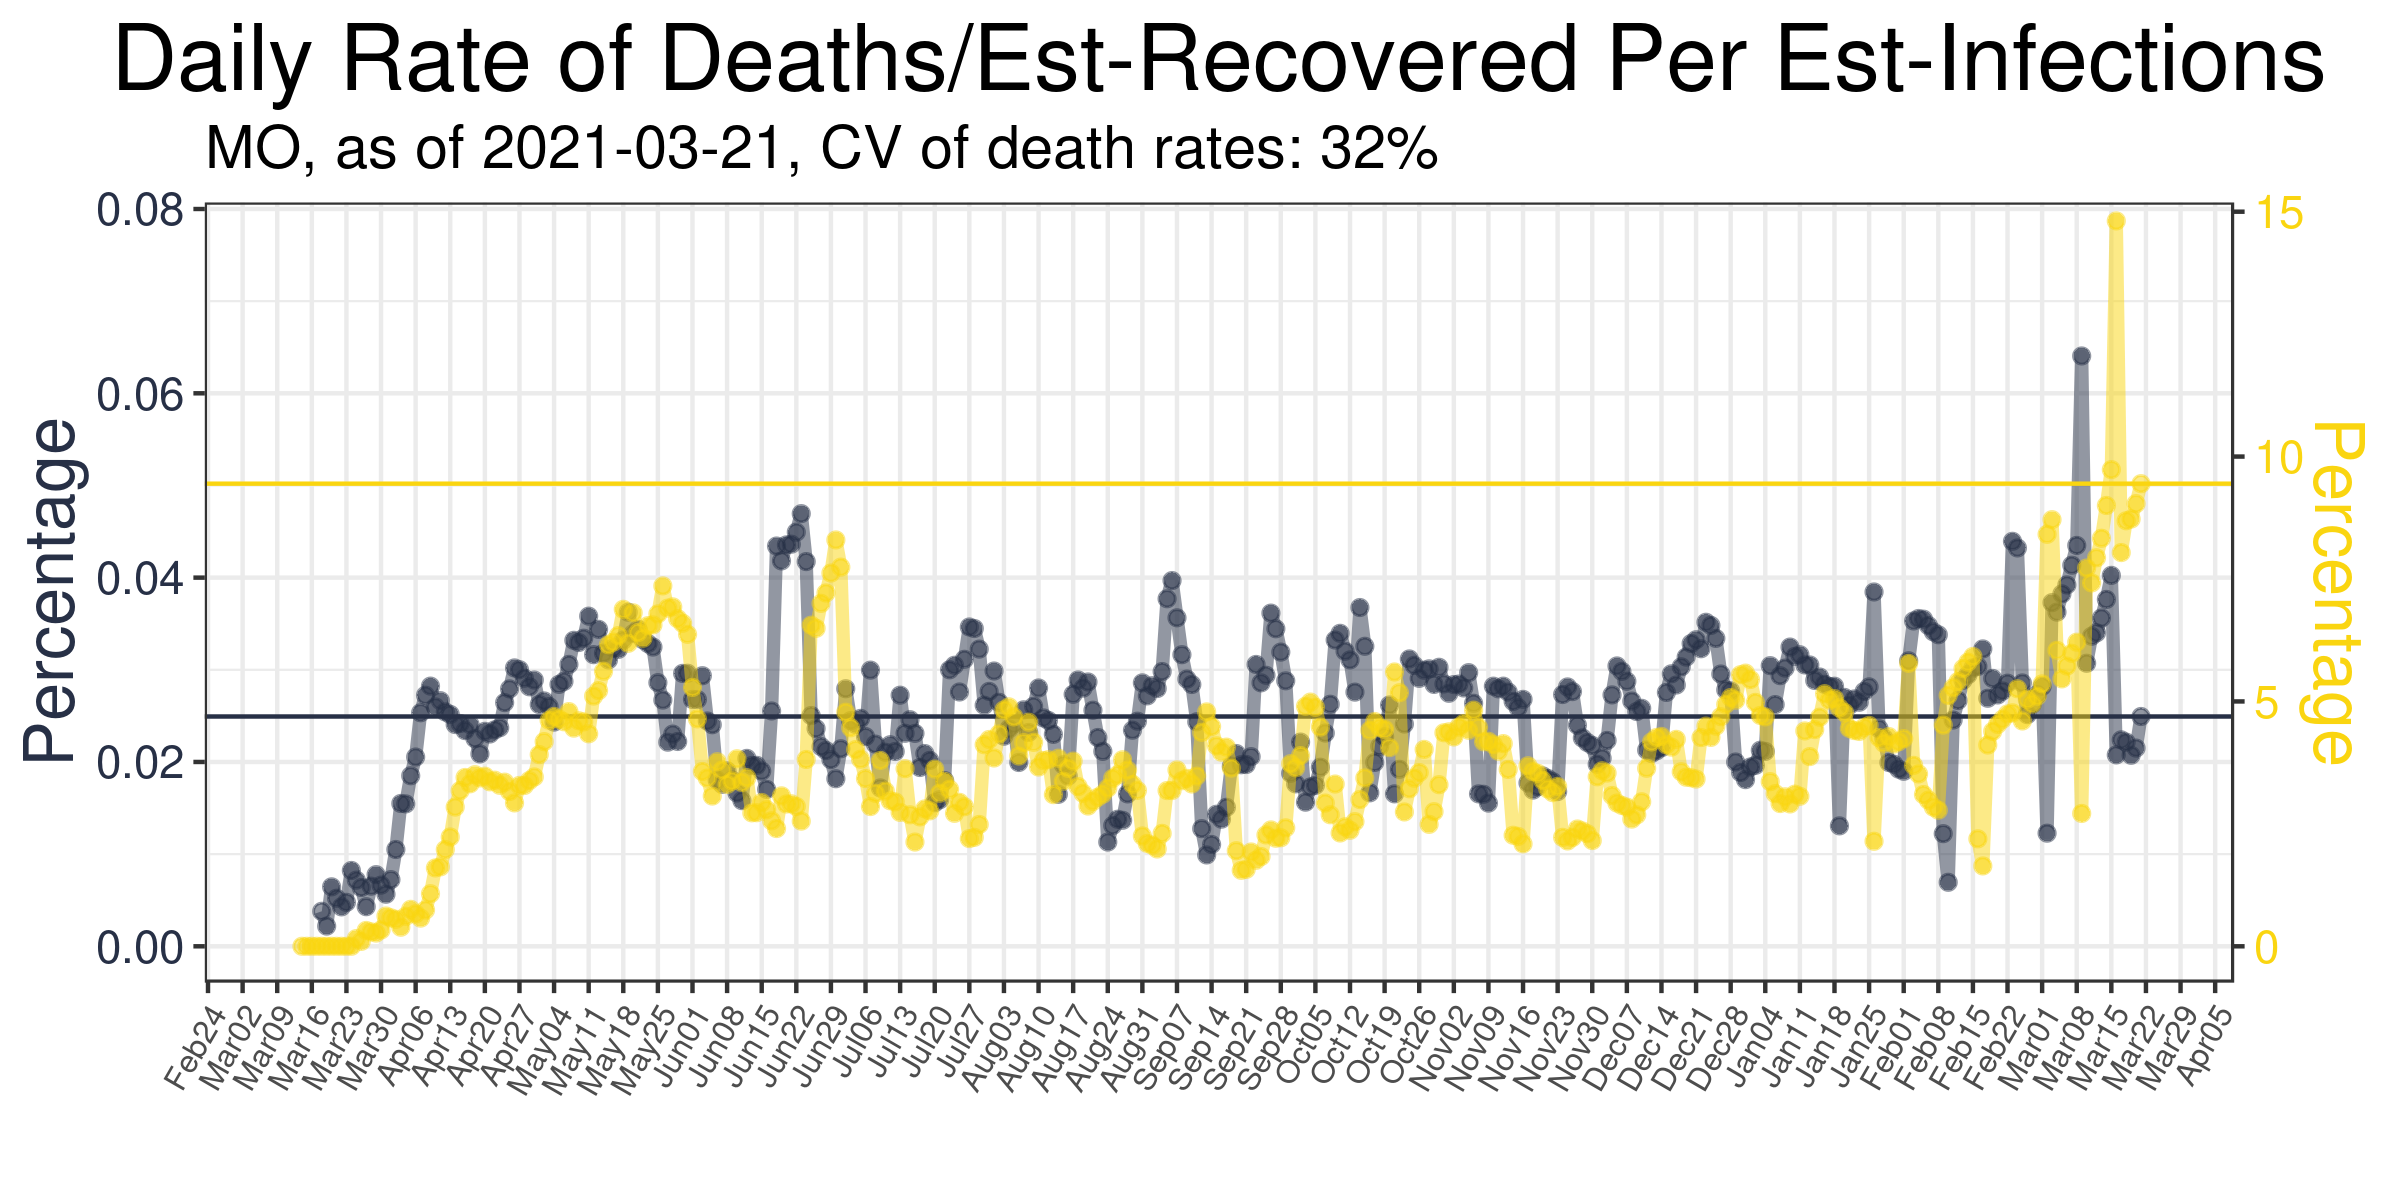 Daily Rate of Deaths/Est-Recovered Per Est-Infections
MO, as of 2021-03-21, CV of death rates: 32%
Percentage
0.08
0.06
0.04
0.02
0.00
15
10
5
0
Percentage
Feb24
Mar02
Mar09
Mar16
Mar23
Mar30
Apr06
Apr13
Apr20
Apr27
May04
May11
May18
May25
Jun01
Jun08
Jun15
Jun22
Jun29
Jul06
Jul13
Jul20
Jul27
Aug03
Aug10
Aug17
Aug24
Aug31
Sep07
Sep14
Sep21
Sep28
Oct05
Oct12
Oct19
Oct26
Nov02
Nov09
Nov16
Nov23
Nov30
Dec07
Dec14
Dec21
Dec28
Jan04
Jan11
Jan18
Jan25
Feb01
Feb08
Feb15
Feb22
Mar01
Mar08
Mar15
Mar22
Mar29
Apr05